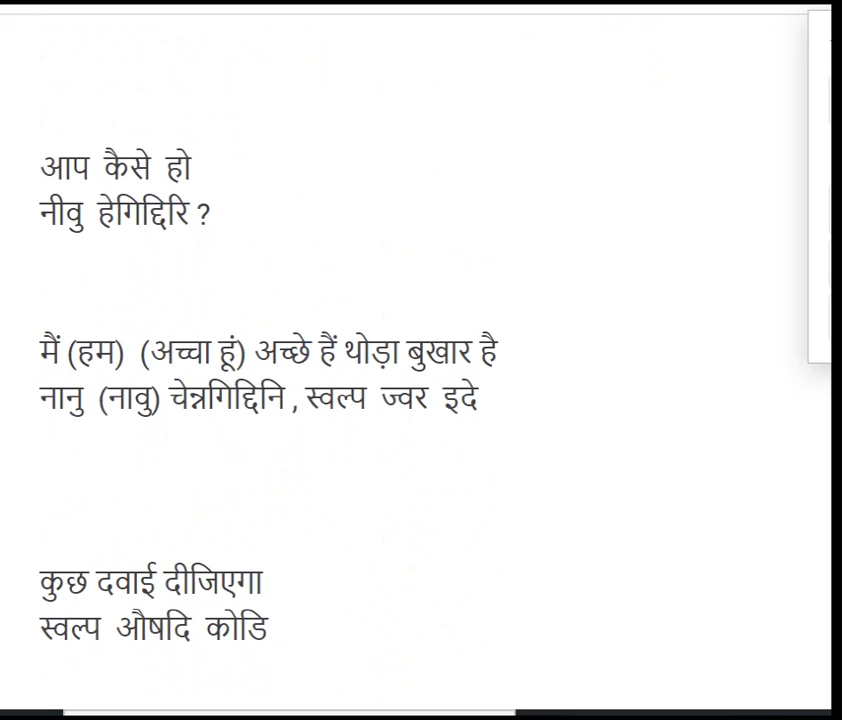 आप कैसे हो
नीवु हेगिद्दिरि ?
मैं (हम) (अच्चा हूं) अच्छे हैं थोड़ा बुखार है
नानु (नावु) चेन्नगिद्दिनि , स्वल्प ज्वर इदे
कुछ दवाई दीजिएगा
स्वल्प औषदि कोडि